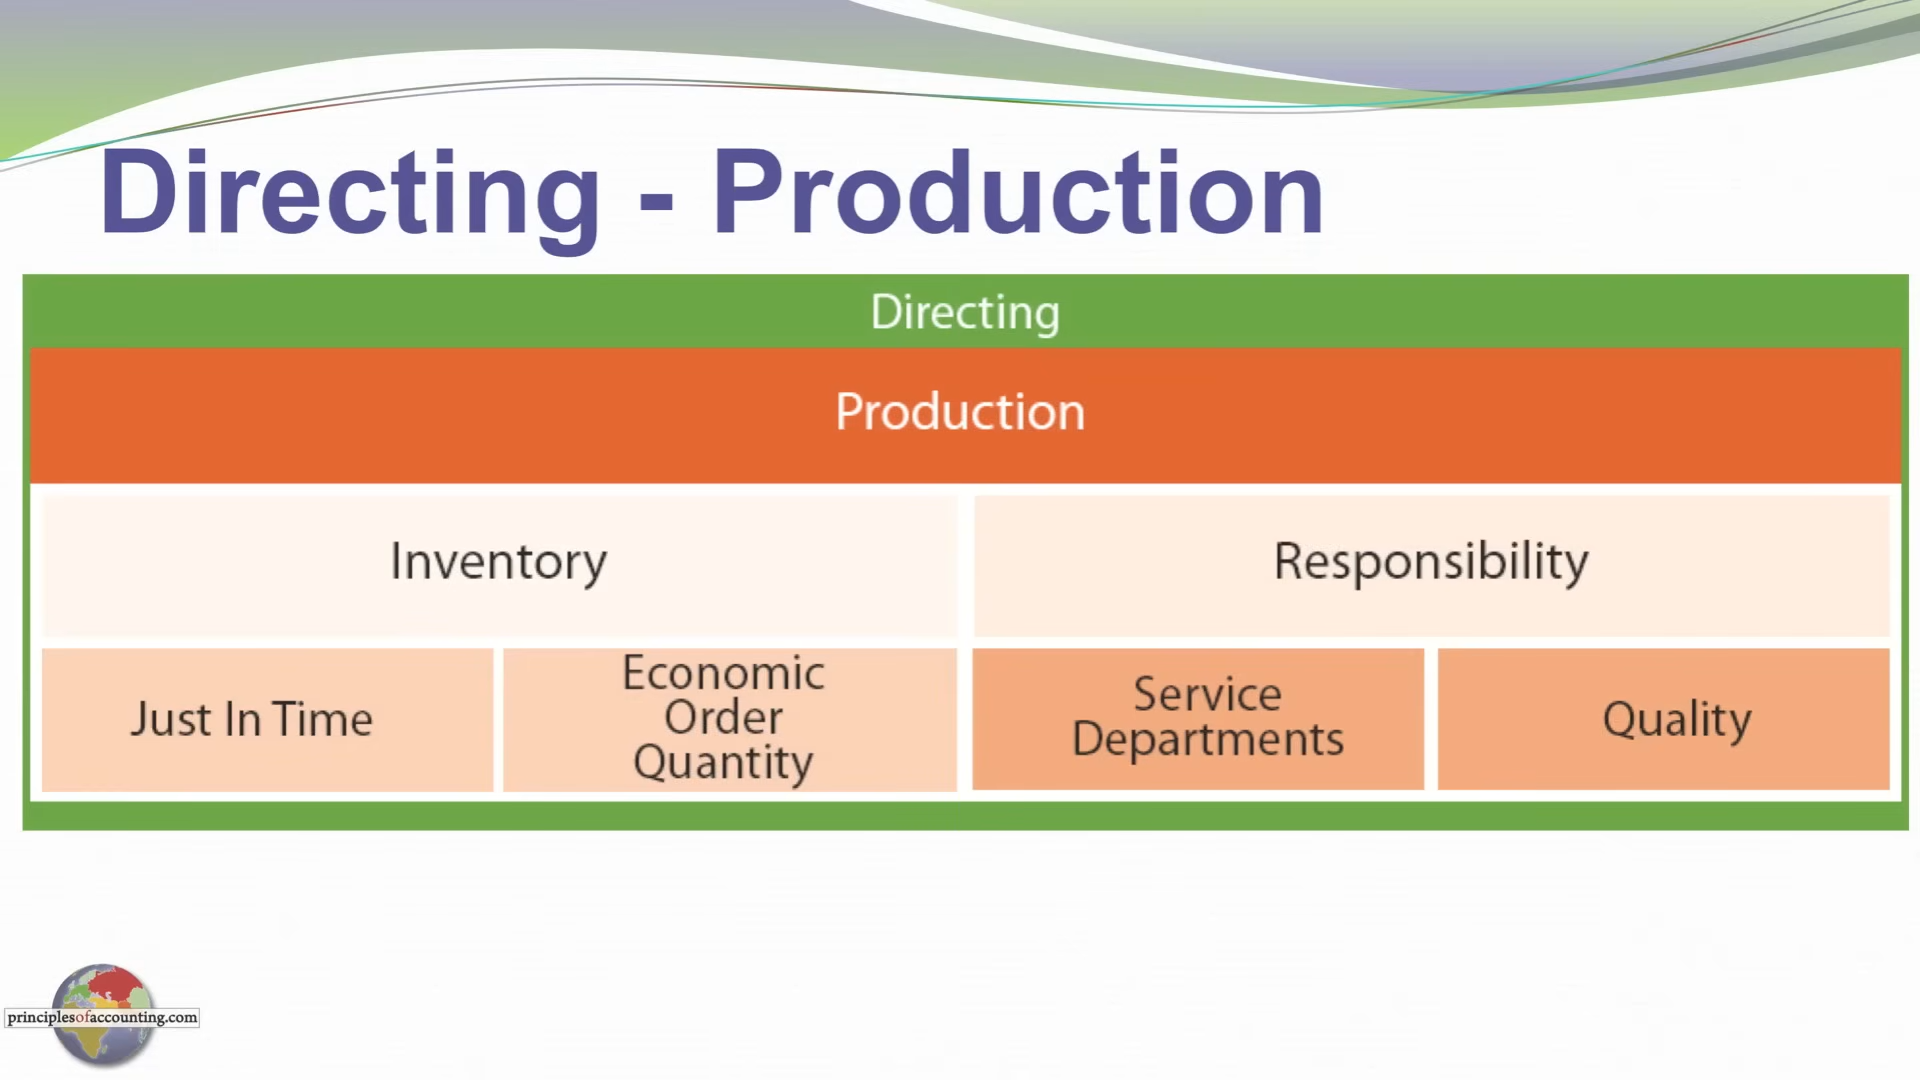 Directing - Production
Directing
Production
Inventory
Responsibility
Just In Time
Economic
Order
Quantity
Service
Departments
Quality
principlesofaccounting.com